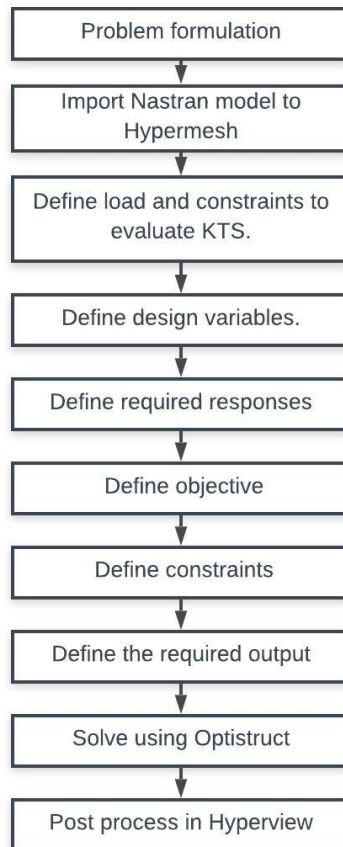 Problem formulation
Import Nastran model to
Hypermesh
Define load and constraints to
evaluate KTS.
Define design variables.
Define required responses
Define objective
Define constraints
Define the required output
Solve using Optistruct
Post process in Hyperview